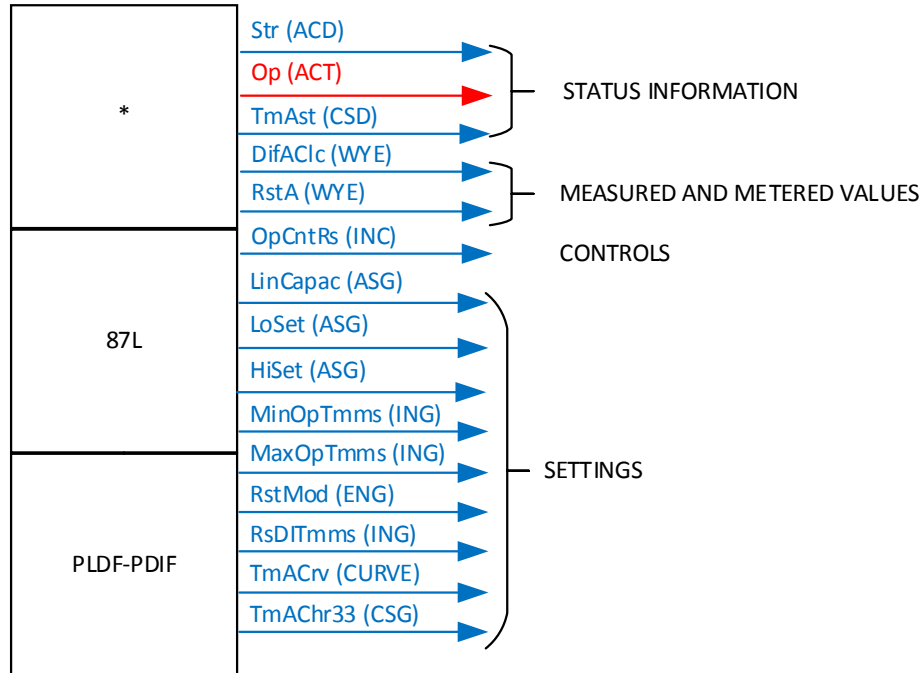 *
87L
PLDF-PDIF
Str (ACD)
Op (ACT)
TmAst (CSD)
DifAClc (WYE)
RstA (WYE)
OpCntRs (INC)
LinCapac (ASG)
LoSet (ASG)
HiSet (ASG)
MinOpTmms (ING)
MaxOpTmms (ING)
RstMod (ENG)
RsDITmms (ING)
TmACrv (CURVE)
TmAChr33 (CSG)
STATUS INFORMATION
MEASURED AND METERED VALUES
CONTROLS
SETTINGS